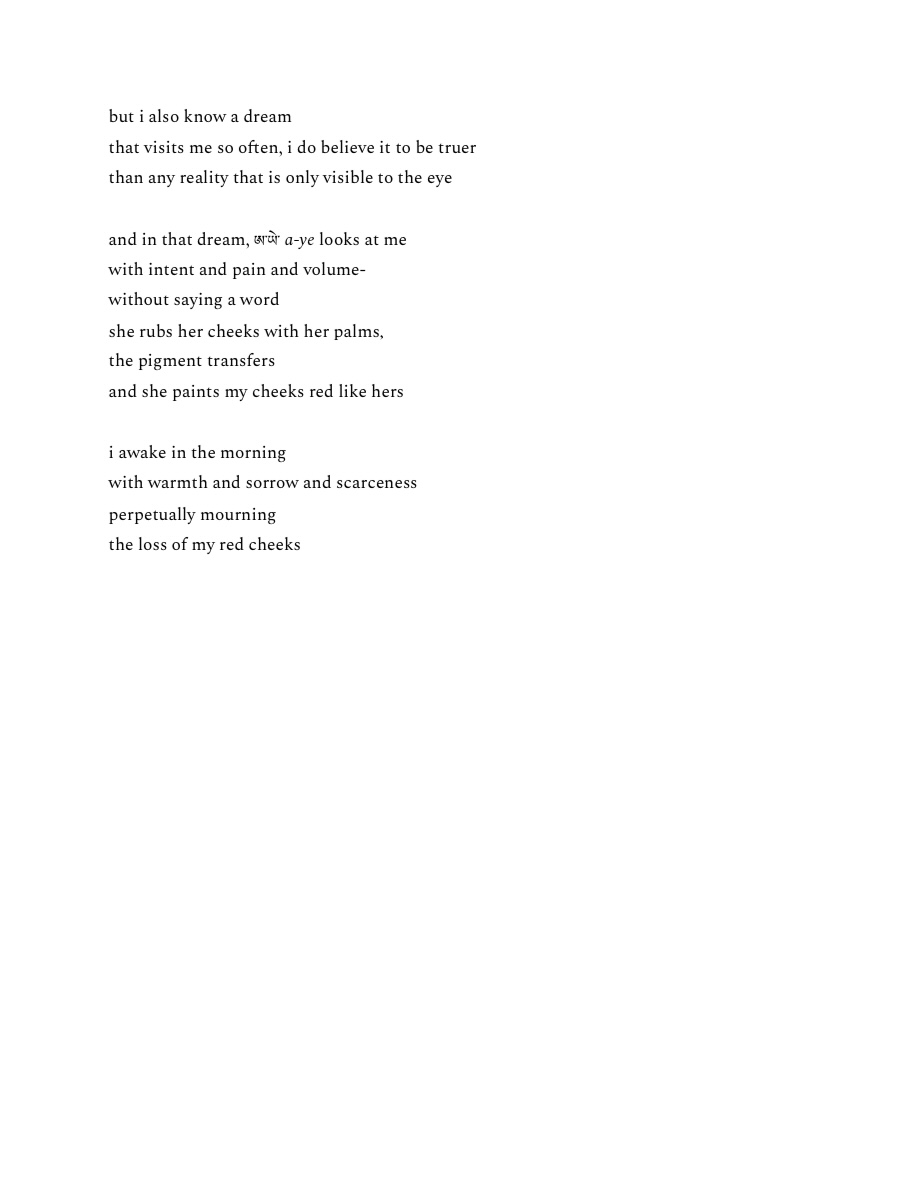 but i also know a dream
that visits me so often, i do believe it to be truer
than any reality that is only visible to the eye
and in that dream, ཨ་ཡེ་ a-ye looks at me
with intent and pain and volume-
without saying a word
she rubs her cheeks with her palms,
the pigment transfers
and she paints my cheeks red like hers
i awake in the morning
with warmth and sorrow and scarceness
perpetually mourning
the loss of my red cheeks